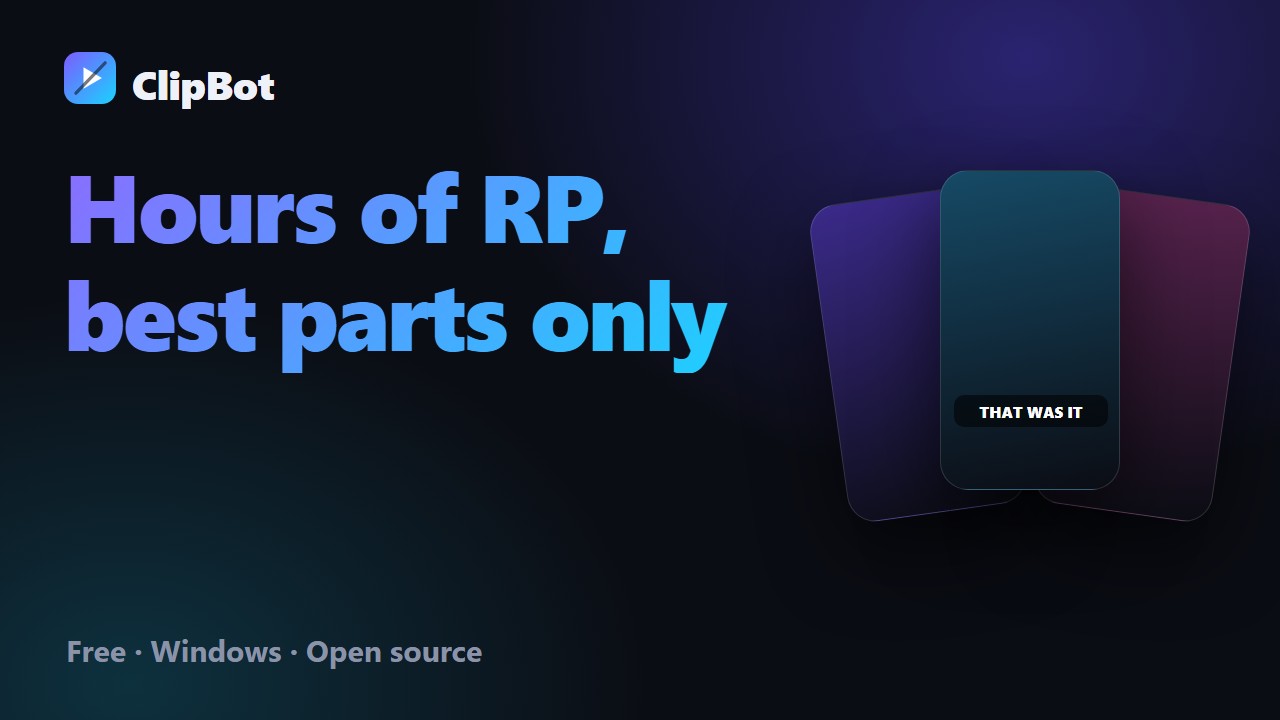 ClipBot
Hours of RP,
best parts only
THAT WAS IT
Free · Windows · Open source